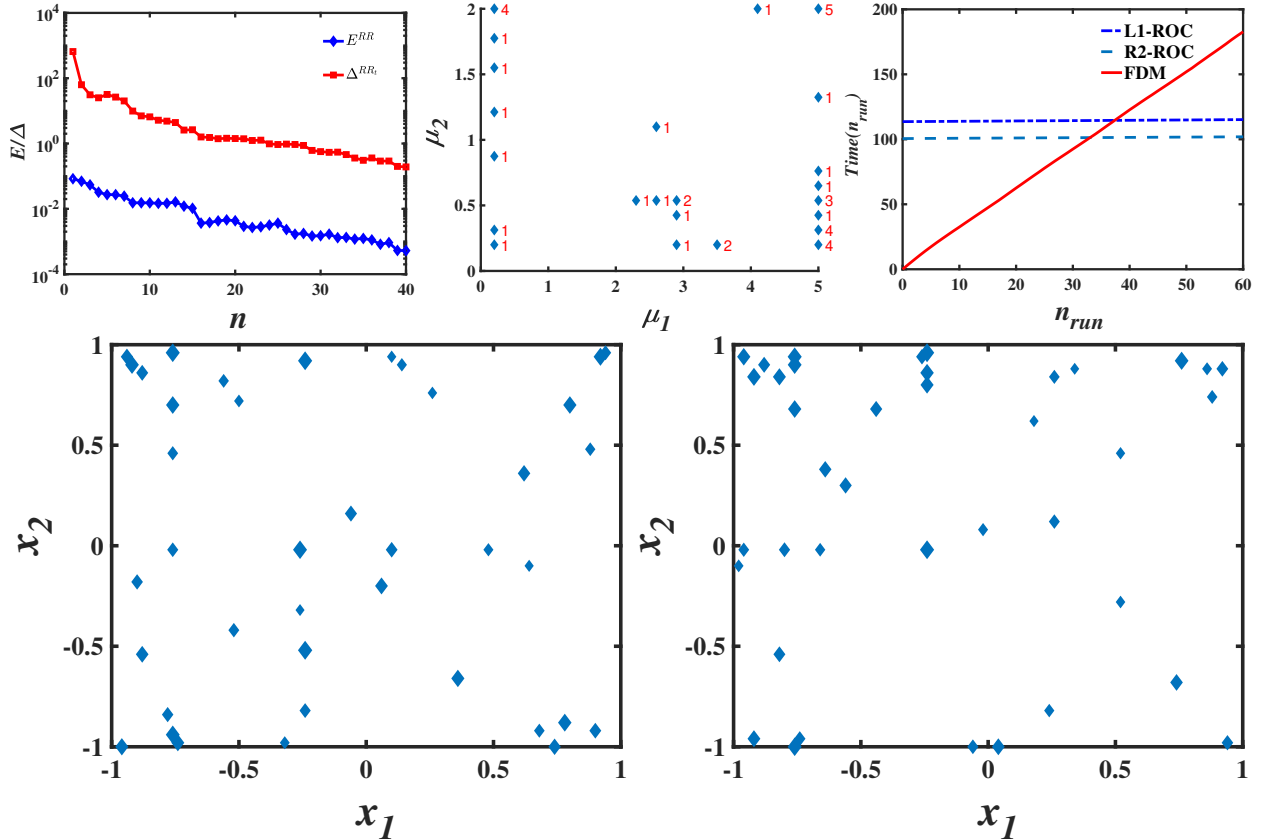 10^4
10^2
10^0
10^-2
10^-4
E/Δ
E^RR
Δ^RR_t
0 10 20 30 40
n
2
1.5
1
0.5
0
μ_2
4 1 5
1
1
1
1
1
1
1
1
1
1 1 2 3
1 1
1 4
1 1 2 4
0 1 2 3 4 5
μ_1
200
150
100
50
0
Time(n_run)
L1-ROC
R2-ROC
FDM
0 10 20 30 40 50 60
n_run
1
0.5
0
-0.5
-1
x_2
-1 -0.5 0 0.5 1
x_1
1
0.5
0
-0.5
-1
x_2
-1 -0.5 0 0.5 1
x_1